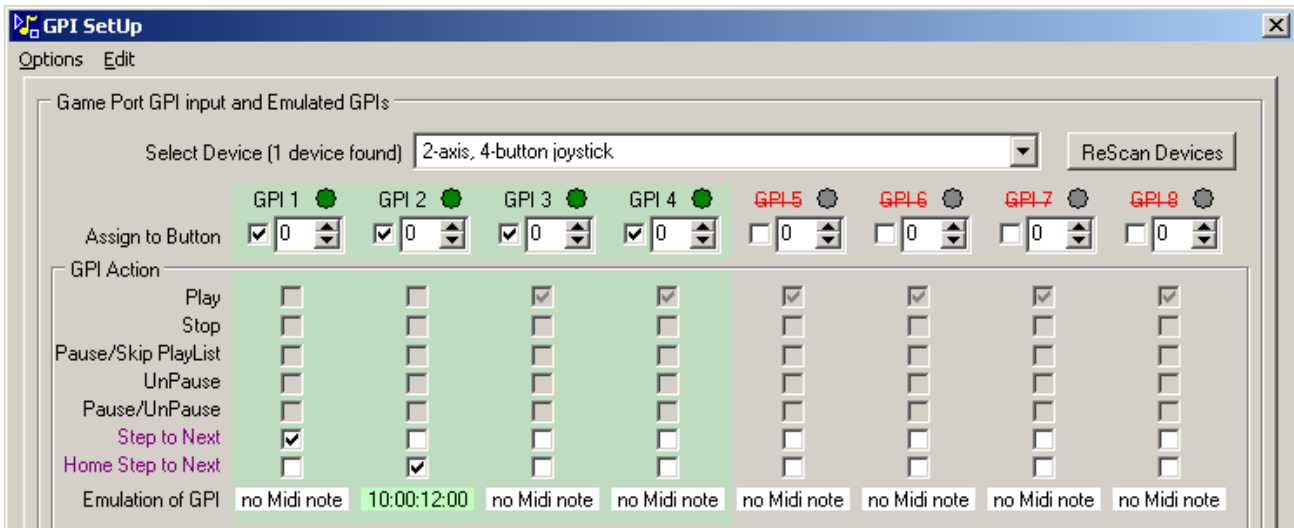 GPI SetUp
Options Edit
Game Port GPI input and Emulated GPIs
Select Device (1 device found) 2-axis, 4-button joystick ReScan Devices
GPI 1 GPI 2 GPI 3 GPI 4 GPI 5 GPI 6 GPI 7 GPI 8
Assign to Button 0 0 0 0 0 0 0 0
GPI Action
Play
Stop
Pause/Skip PlayList
UnPause
Pause/UnPause
Step to Next
Home Step to Next
Emulation of GPI no Midi note 10:00:12:00 no Midi note no Midi note no Midi note no Midi note no Midi note no Midi note